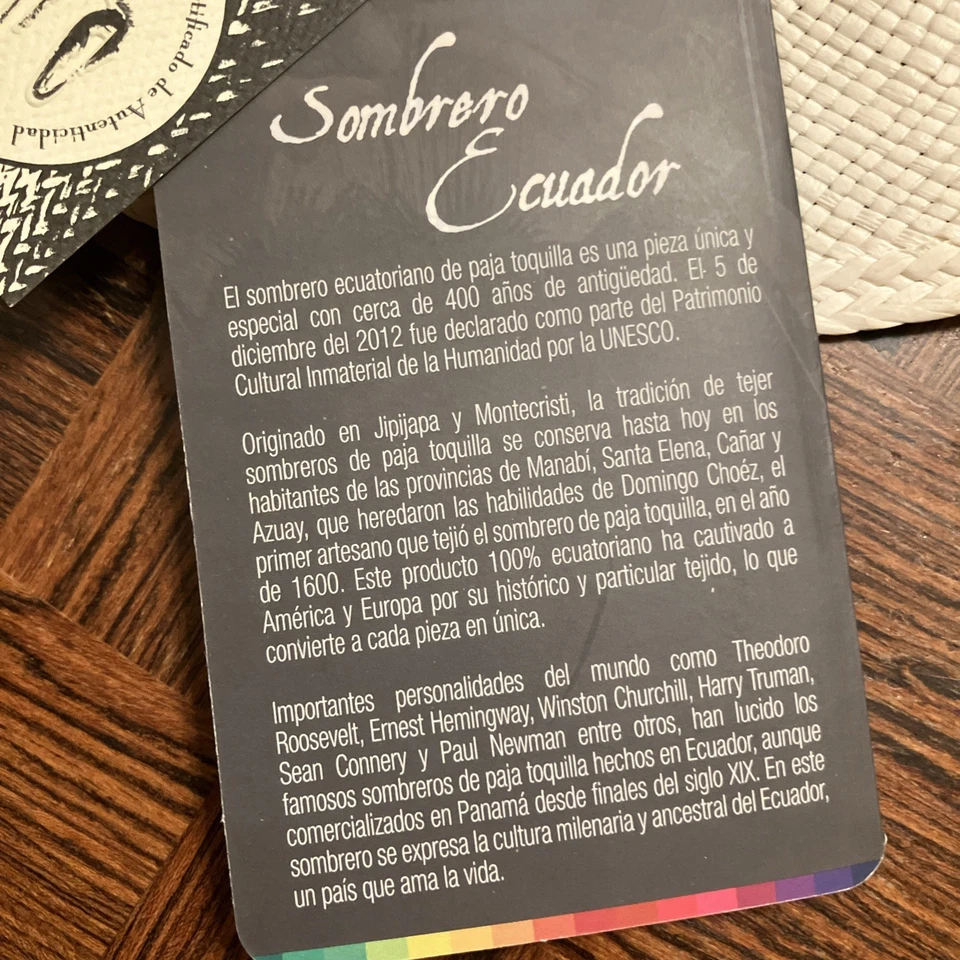 Certificado de Autenticidad
Sombrero
Ecuador
El sombrero ecuatoriano de paja toquilla es una pieza única y
especial con cerca de 400 años de antigüedad. El 5 de
diciembre del 2012 fue declarado como parte del Patrimonio
Cultural Inmaterial de la Humanidad por la UNESCO.
Originado en Jipijapa y Montecristi, la tradición de tejer
sombreros de paja toquilla se conserva hasta hoy en los
habitantes de las provincias de Manabí, Santa Elena, Cañar y
Azuay, que heredaron las habilidades de Domingo Choéz, el
primer artesano que tejió el sombrero de paja toquilla, en el año
de 1600. Este producto 100% ecuatoriano ha cautivado a
América y Europa por su histórico y particular tejido, lo que
convierte a cada pieza en única.
Importantes personalidades del mundo como Theodoro
Roosevelt, Ernest Hemingway, Winston Churchill, Harry Truman,
Sean Connery y Paul Newman entre otros, han lucido los
famosos sombreros de paja toquilla hechos en Ecuador, aunque
comercializados en Panamá desde finales del siglo XIX. En este
sombrero se expresa la cultura milenaria y ancestral del Ecuador,
un país que ama la vida.